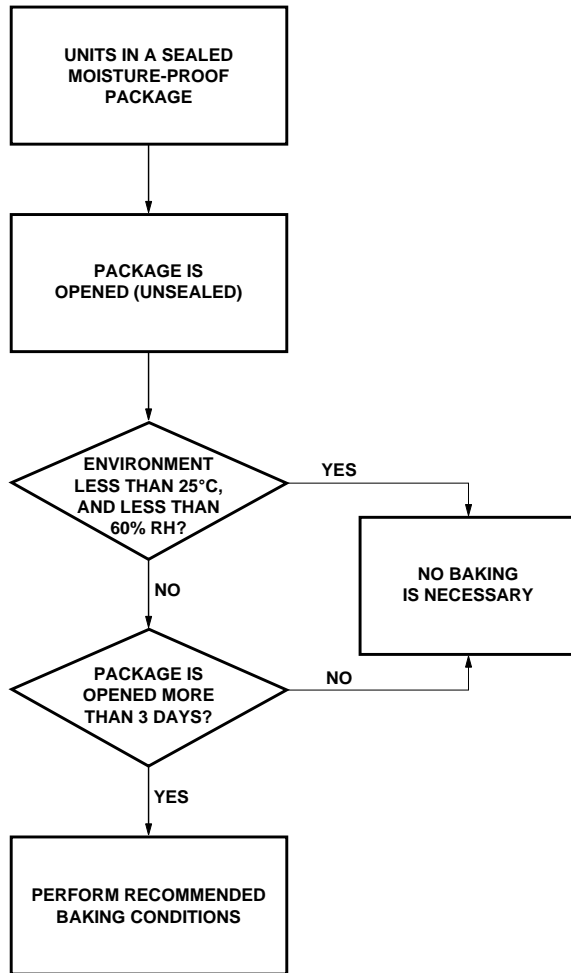 UNITS IN A SEALED
MOISTURE-PROOF
PACKAGE
PACKAGE IS
OPENED (UNSEALED)
ENVIRONMENT
LESS THAN 25°C,
AND LESS THAN
60% RH?
YES
NO BAKING
IS NECESSARY
NO
PACKAGE IS
OPENED MORE
THAN 3 DAYS?
NO
YES
PERFORM RECOMMENDED
BAKING CONDITIONS